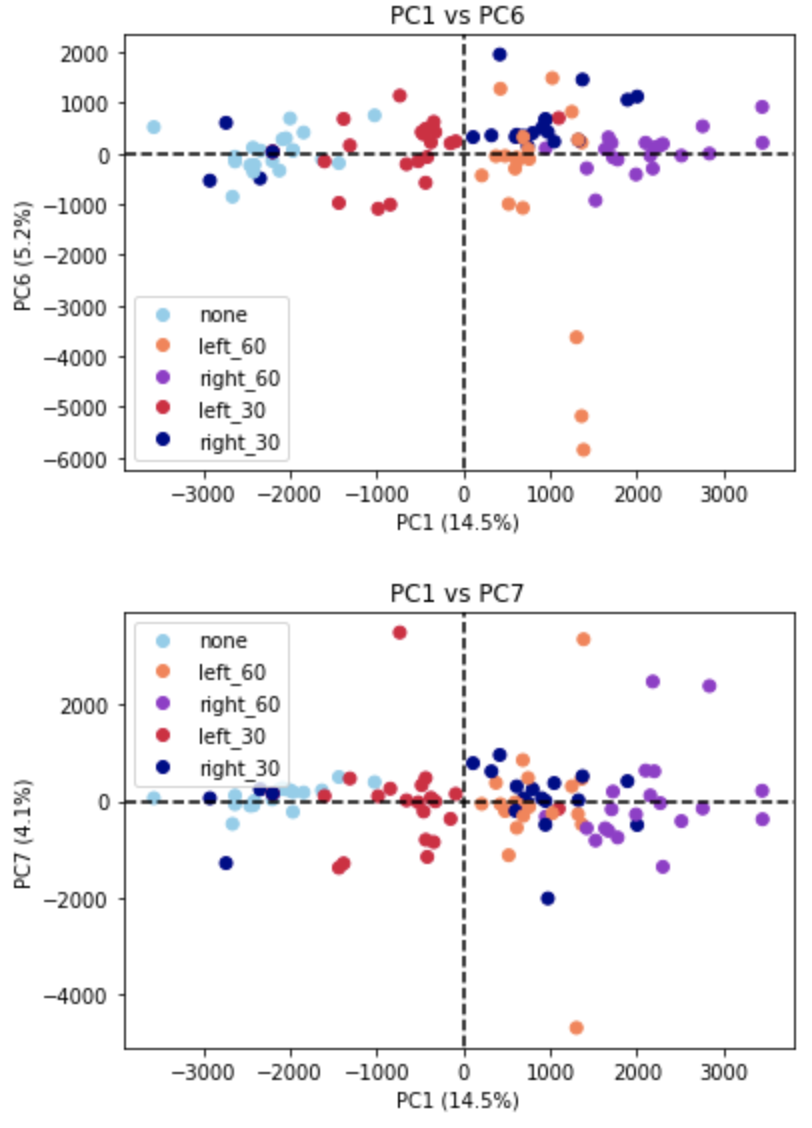 PC1 vs PC6
2000
1000
0
−1000
−2000
−3000
−4000
−5000
−6000
PC6 (5.2%)
none
left_60
right_60
left_30
right_30
−3000 −2000 −1000 0 1000 2000 3000
PC1 (14.5%)
PC1 vs PC7
2000
0
−2000
−4000
PC7 (4.1%)
none
left_60
right_60
left_30
right_30
−3000 −2000 −1000 0 1000 2000 3000
PC1 (14.5%)